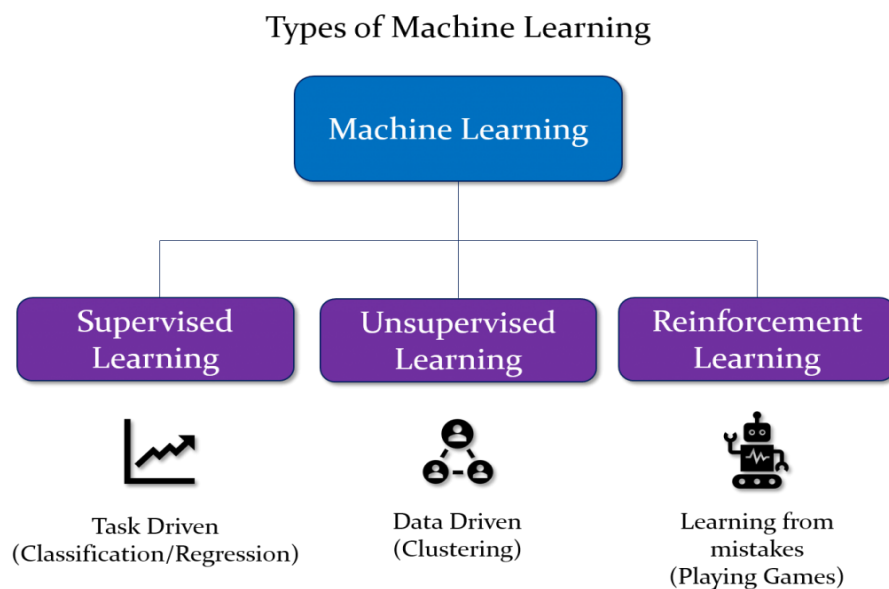 Types of Machine Learning
Machine Learning
Supervised
Learning
Unsupervised
Learning
Reinforcement
Learning
Task Driven
(Classification/Regression)
Data Driven
(Clustering)
Learning from
mistakes
(Playing Games)